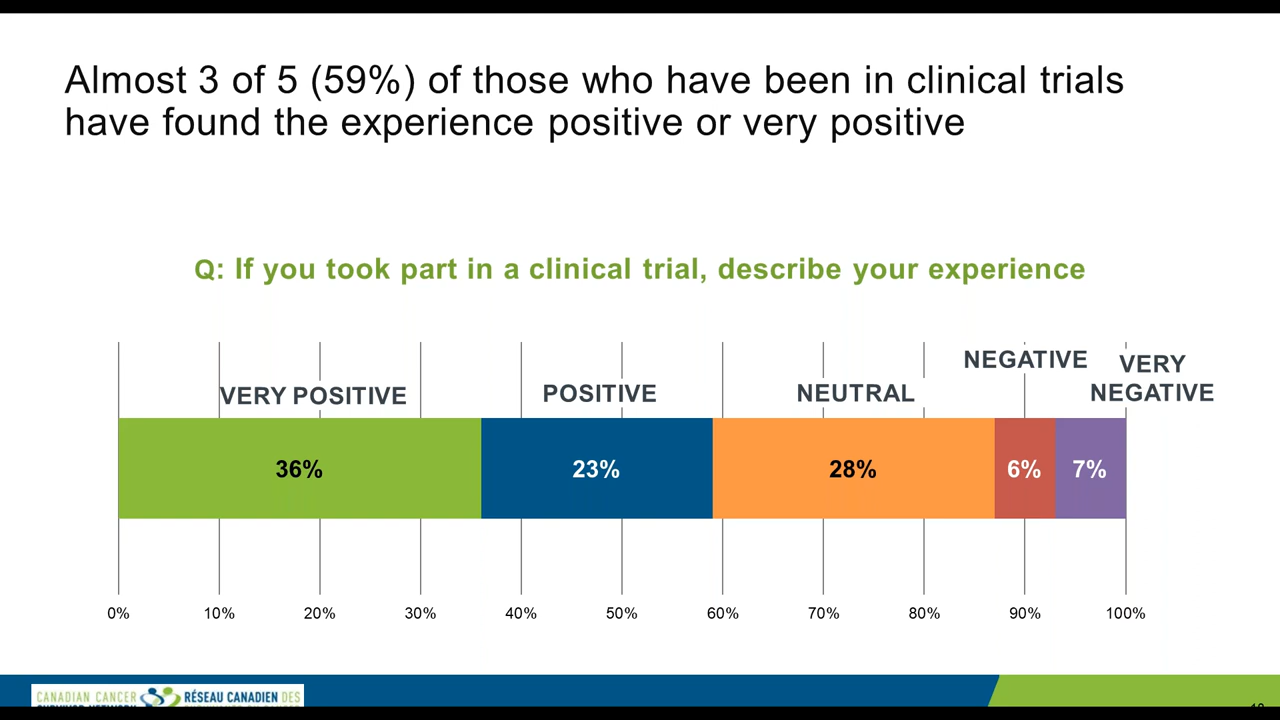 Almost 3 of 5 (59%) of those who have been in clinical trials
have found the experience positive or very positive
Q: If you took part in a clinical trial, describe your experience
VERY POSITIVE
POSITIVE
NEUTRAL
NEGATIVE
VERY
NEGATIVE
36%
23%
28%
6%
7%
0%
10%
20%
30%
40%
50%
60%
70%
80%
90%
100%
CANADIAN CANCER
RÉSEAU CANADIEN DES